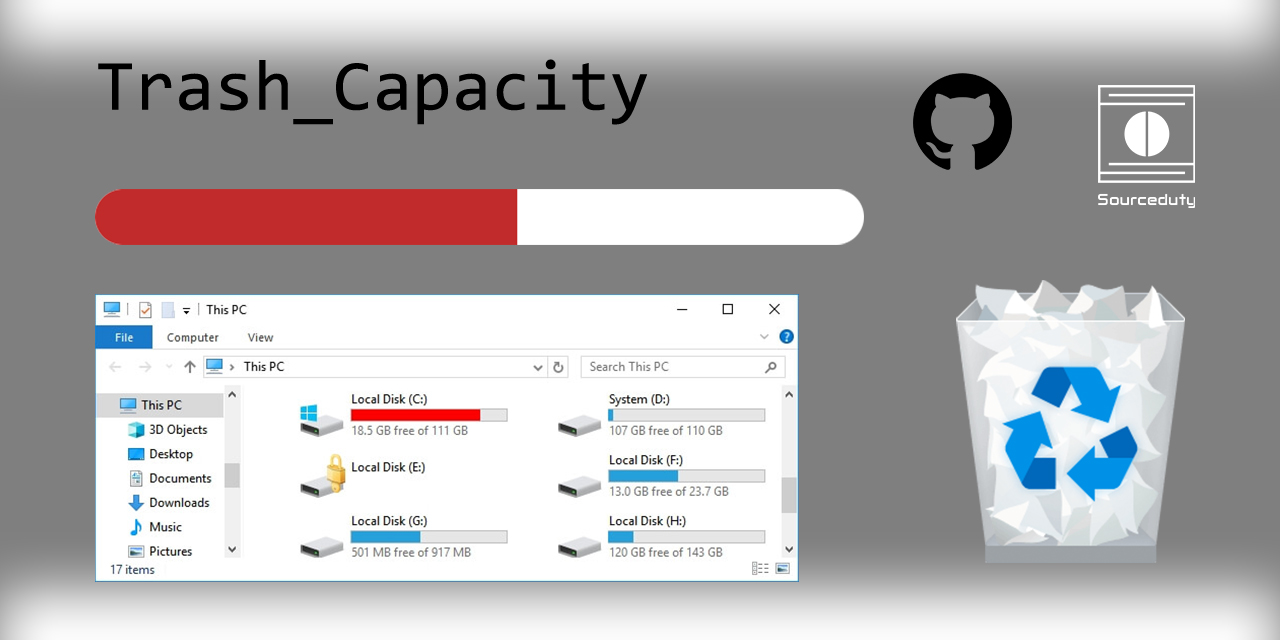 Trash_Capacity
Sourceduty
This PC
File Computer View
This PC
Search This PC
This PC
3D Objects
Desktop
Documents
Downloads
Music
Pictures
Local Disk (C:)
18.5 GB free of 111 GB
System (D:)
107 GB free of 110 GB
Local Disk (E:)
Local Disk (F:)
13.0 GB free of 23.7 GB
Local Disk (G:)
501 MB free of 917 MB
Local Disk (H:)
120 GB free of 143 GB
17 items